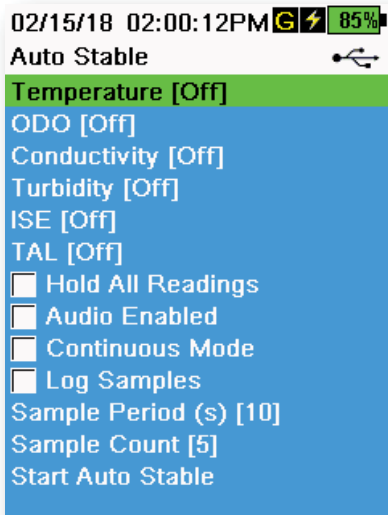 02/15/18 02:00:12PM G 85%
Auto Stable
Temperature [Off]
ODO [Off]
Conductivity [Off]
Turbidity [Off]
ISE [Off]
TAL [Off]
Hold All Readings
Audio Enabled
Continuous Mode
Log Samples
Sample Period (s) [10]
Sample Count [5]
Start Auto Stable